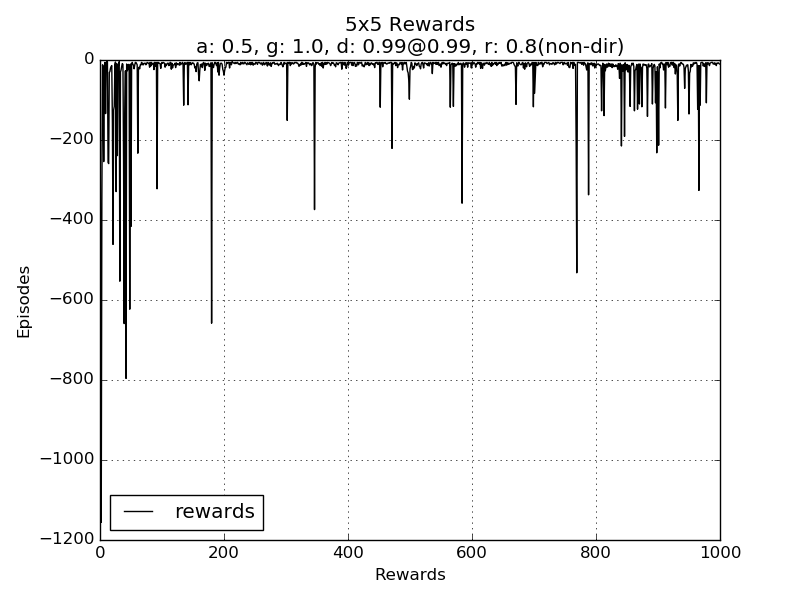 5x5 Rewards
a: 0.5, g: 1.0, d: 0.99@0.99, r: 0.8(non-dir)
0
−200
−400
−600
−800
−1000
−1200
Episodes
rewards
0 200 400 600 800 1000
Rewards